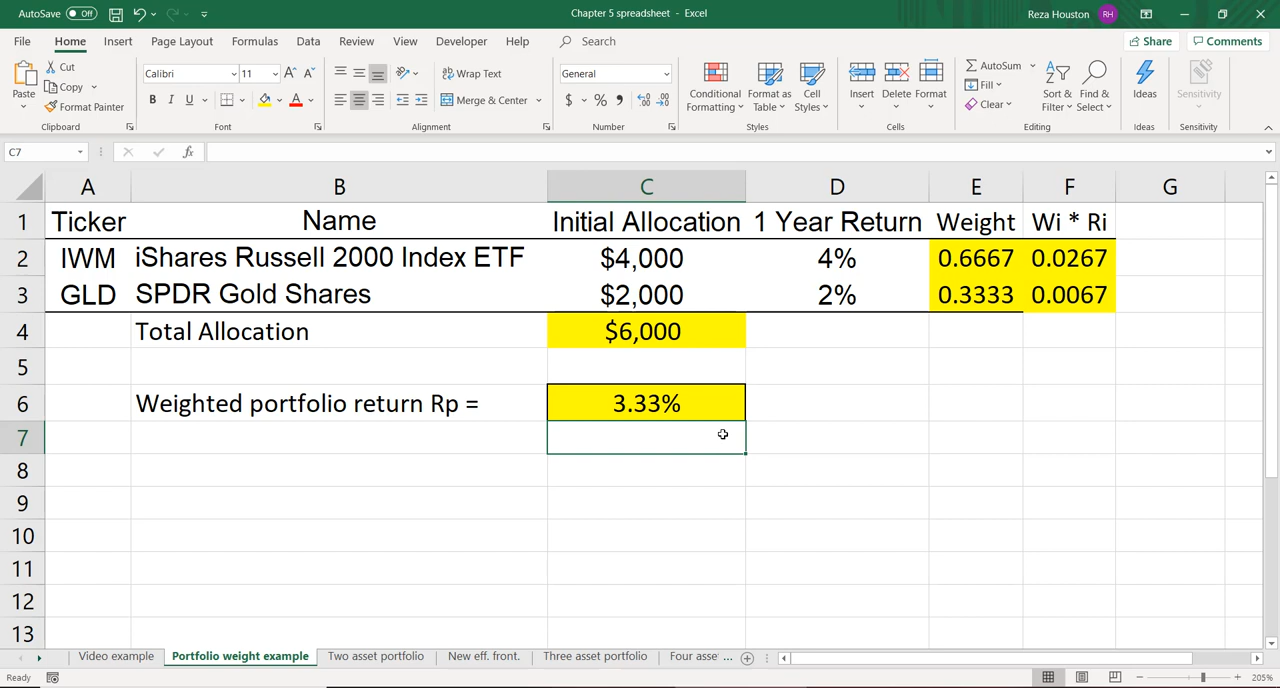 AutoSave Off Chapter 5 spreadsheet - Excel Reza Houston RH
File Home Insert Page Layout Formulas Data Review View Developer Help Search Share Comments
Paste Cut Copy Format Painter
Calibri 11 A A
B I U A
ab Wrap Text
Merge & Center
General
$ % , .00
Conditional Formatting Format as Table Cell Styles
Insert Delete Format
AutoSum Fill Clear
Sort & Filter Find & Select
Ideas Sensitivity
Clipboard Font Alignment Number Styles Cells Editing Ideas Sensitivity
C7 fx
A B C D E F G
1 Ticker Name Initial Allocation 1 Year Return Weight Wi * Ri
2 IWM iShares Russell 2000 Index ETF $4,000 4% 0.6667 0.0267
3 GLD SPDR Gold Shares $2,000 2% 0.3333 0.0067
4 Total Allocation $6,000
5
6 Weighted portfolio return Rp = 3.33%
7
8
9
10
11
12
13
Video example Portfolio weight example Two asset portfolio New eff. front. Three asset portfolio Four asse ...
Ready 205%